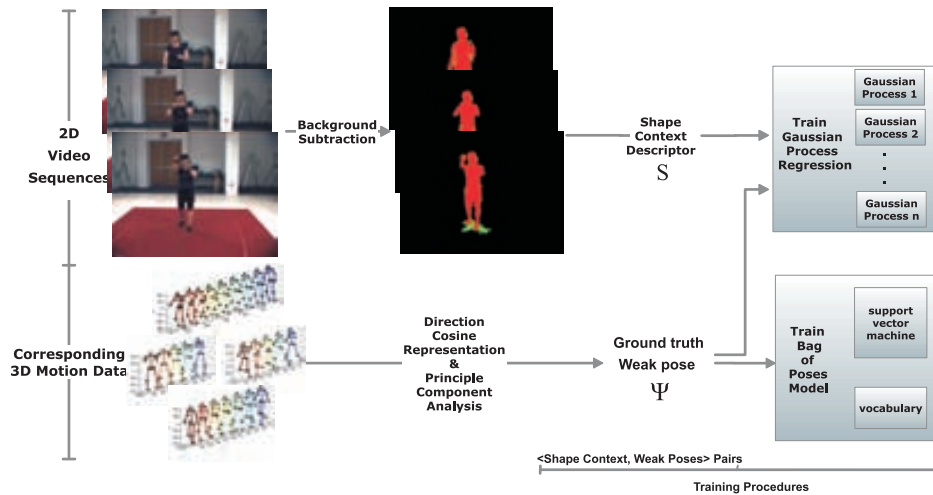 2D
Video
Sequences
Background
Subtraction
Shape
Context
Descriptor
S
Train
Gaussian
Process
Regression
Gaussian
Process 1
Gaussian
Process 2
.
.
.
Gaussian
Process n
Corresponding
3D Motion Data
Direction
Cosine
Representation
&
Principle
Component
Analysis
Ground truth
Weak pose
Ψ
Train
Bag
of
Poses
Model
support
vector
machine
vocabulary
<Shape Context, Weak Poses> Pairs
Training Procedures